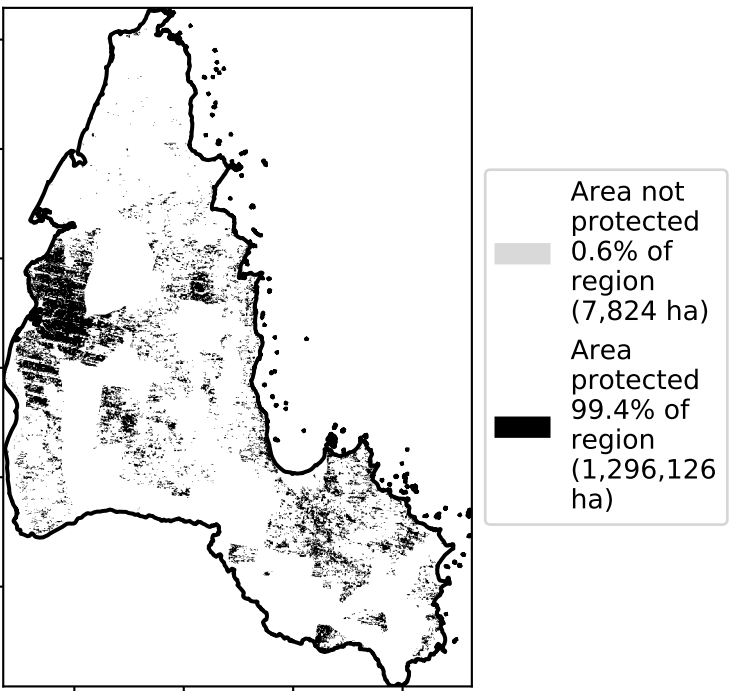 Area not
protected
0.6% of
region
(7,824 ha)
Area
protected
99.4% of
region
(1,296,126
ha)